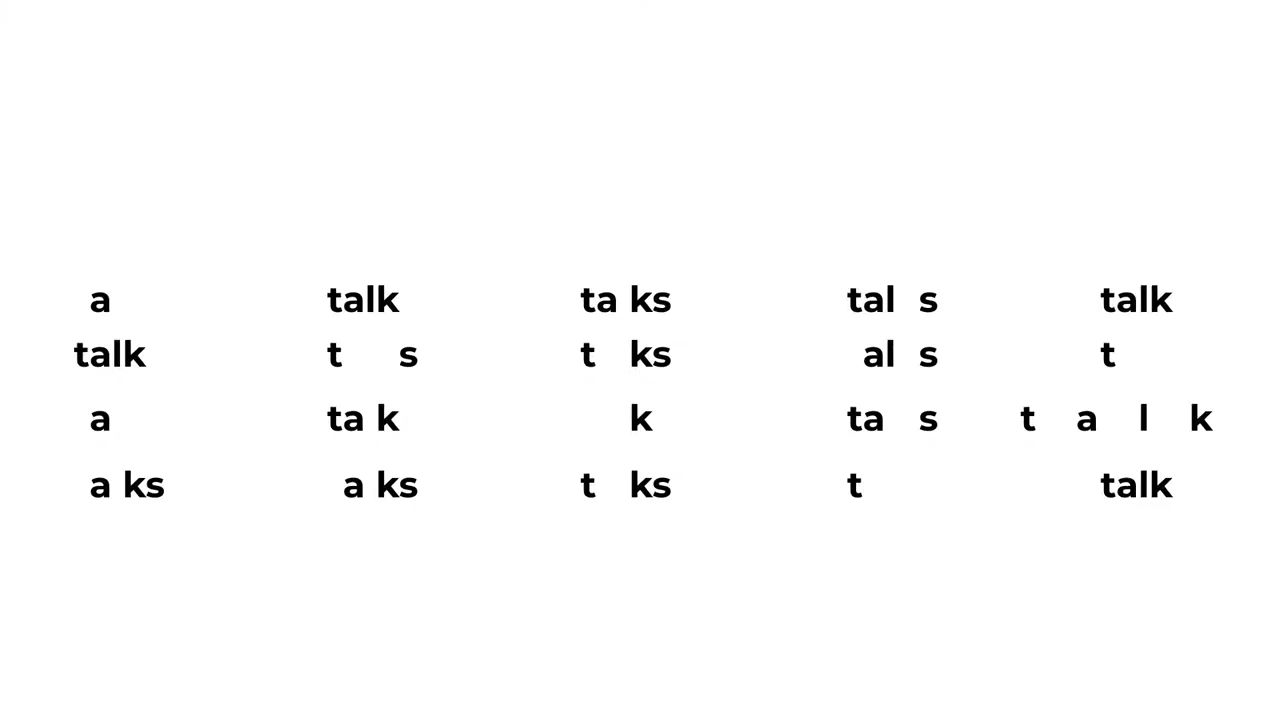 a talk ta ks tal s talk
talk t s t ks al s t
a ta k k ta s t a l k
a ks a ks t ks t talk